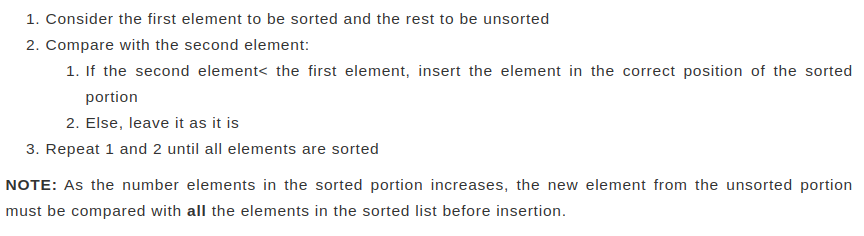 1. Consider the first element to be sorted and the rest to be unsorted
2. Compare with the second element:
1. If the second element< the first element, insert the element in the correct position of the sorted
portion
2. Else, leave it as it is
3. Repeat 1 and 2 until all elements are sorted
NOTE: As the number elements in the sorted portion increases, the new element from the unsorted portion
must be compared with all the elements in the sorted list before insertion.